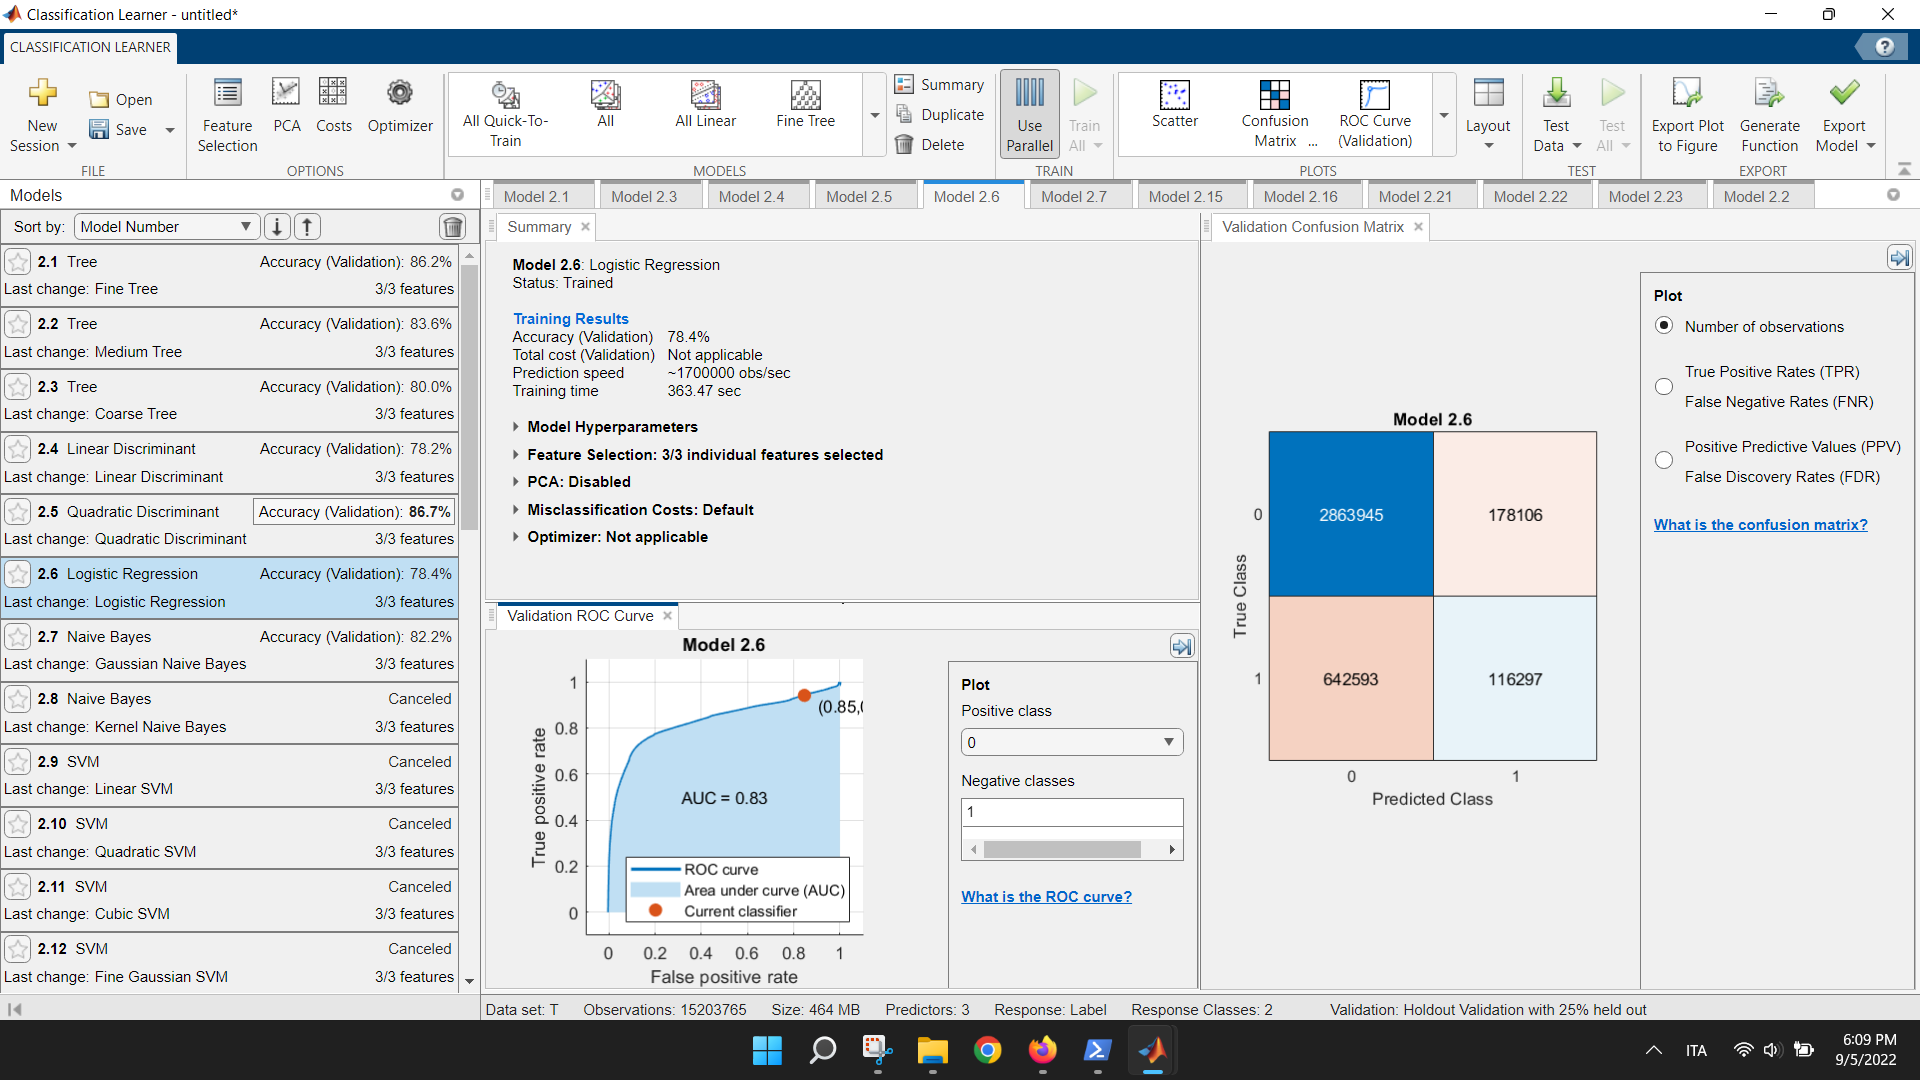 Classification Learner - untitled*
CLASSIFICATION LEARNER
?
New Session
Open
Save
FILE
Feature Selection
PCA
Costs
Optimizer
OPTIONS
All Quick-To-Train
All
All Linear
Fine Tree
MODELS
Summary
Duplicate
Delete
Use Parallel
Train All
TRAIN
Scatter
Confusion Matrix ...
ROC Curve (Validation)
PLOTS
Layout
Test Data
Test All
TEST
Export Plot to Figure
Generate Function
Export Model
EXPORT
Models
Sort by: Model Number
2.1 Tree Accuracy (Validation): 86.2%
Last change: Fine Tree 3/3 features
2.2 Tree Accuracy (Validation): 83.6%
Last change: Medium Tree 3/3 features
2.3 Tree Accuracy (Validation): 80.0%
Last change: Coarse Tree 3/3 features
2.4 Linear Discriminant Accuracy (Validation): 78.2%
Last change: Linear Discriminant 3/3 features
2.5 Quadratic Discriminant Accuracy (Validation): 86.7%
Last change: Quadratic Discriminant 3/3 features
2.6 Logistic Regression Accuracy (Validation): 78.4%
Last change: Logistic Regression 3/3 features
2.7 Naive Bayes Accuracy (Validation): 82.2%
Last change: Gaussian Naive Bayes 3/3 features
2.8 Naive Bayes Canceled
Last change: Kernel Naive Bayes 3/3 features
2.9 SVM Canceled
Last change: Linear SVM 3/3 features
2.10 SVM Canceled
Last change: Quadratic SVM 3/3 features
2.11 SVM Canceled
Last change: Cubic SVM 3/3 features
2.12 SVM Canceled
Last change: Fine Gaussian SVM 3/3 features
Model 2.1 Model 2.3 Model 2.4 Model 2.5 Model 2.6 Model 2.7 Model 2.15 Model 2.16 Model 2.21 Model 2.22 Model 2.23 Model 2.2
Summary
Model 2.6: Logistic Regression
Status: Trained
Training Results
Accuracy (Validation) 78.4%
Total cost (Validation) Not applicable
Prediction speed ~1700000 obs/sec
Training time 363.47 sec
Model Hyperparameters
Feature Selection: 3/3 individual features selected
PCA: Disabled
Misclassification Costs: Default
Optimizer: Not applicable
Validation ROC Curve
Model 2.6
True positive rate
1
0.8
0.6
0.4
0.2
0
(0.85,0
AUC = 0.83
ROC curve
Area under curve (AUC)
Current classifier
0 0.2 0.4 0.6 0.8 1
False positive rate
Plot
Positive class
0
Negative classes
1
What is the ROC curve?
Validation Confusion Matrix
Model 2.6
True Class
0 2863945 178106
1 642593 116297
0 1
Predicted Class
Plot
Number of observations
True Positive Rates (TPR)
False Negative Rates (FNR)
Positive Predictive Values (PPV)
False Discovery Rates (FDR)
What is the confusion matrix?
Data set: T Observations: 15203765 Size: 464 MB Predictors: 3 Response: Label Response Classes: 2 Validation: Holdout Validation with 25% held out
ITA
6:09 PM
9/5/2022